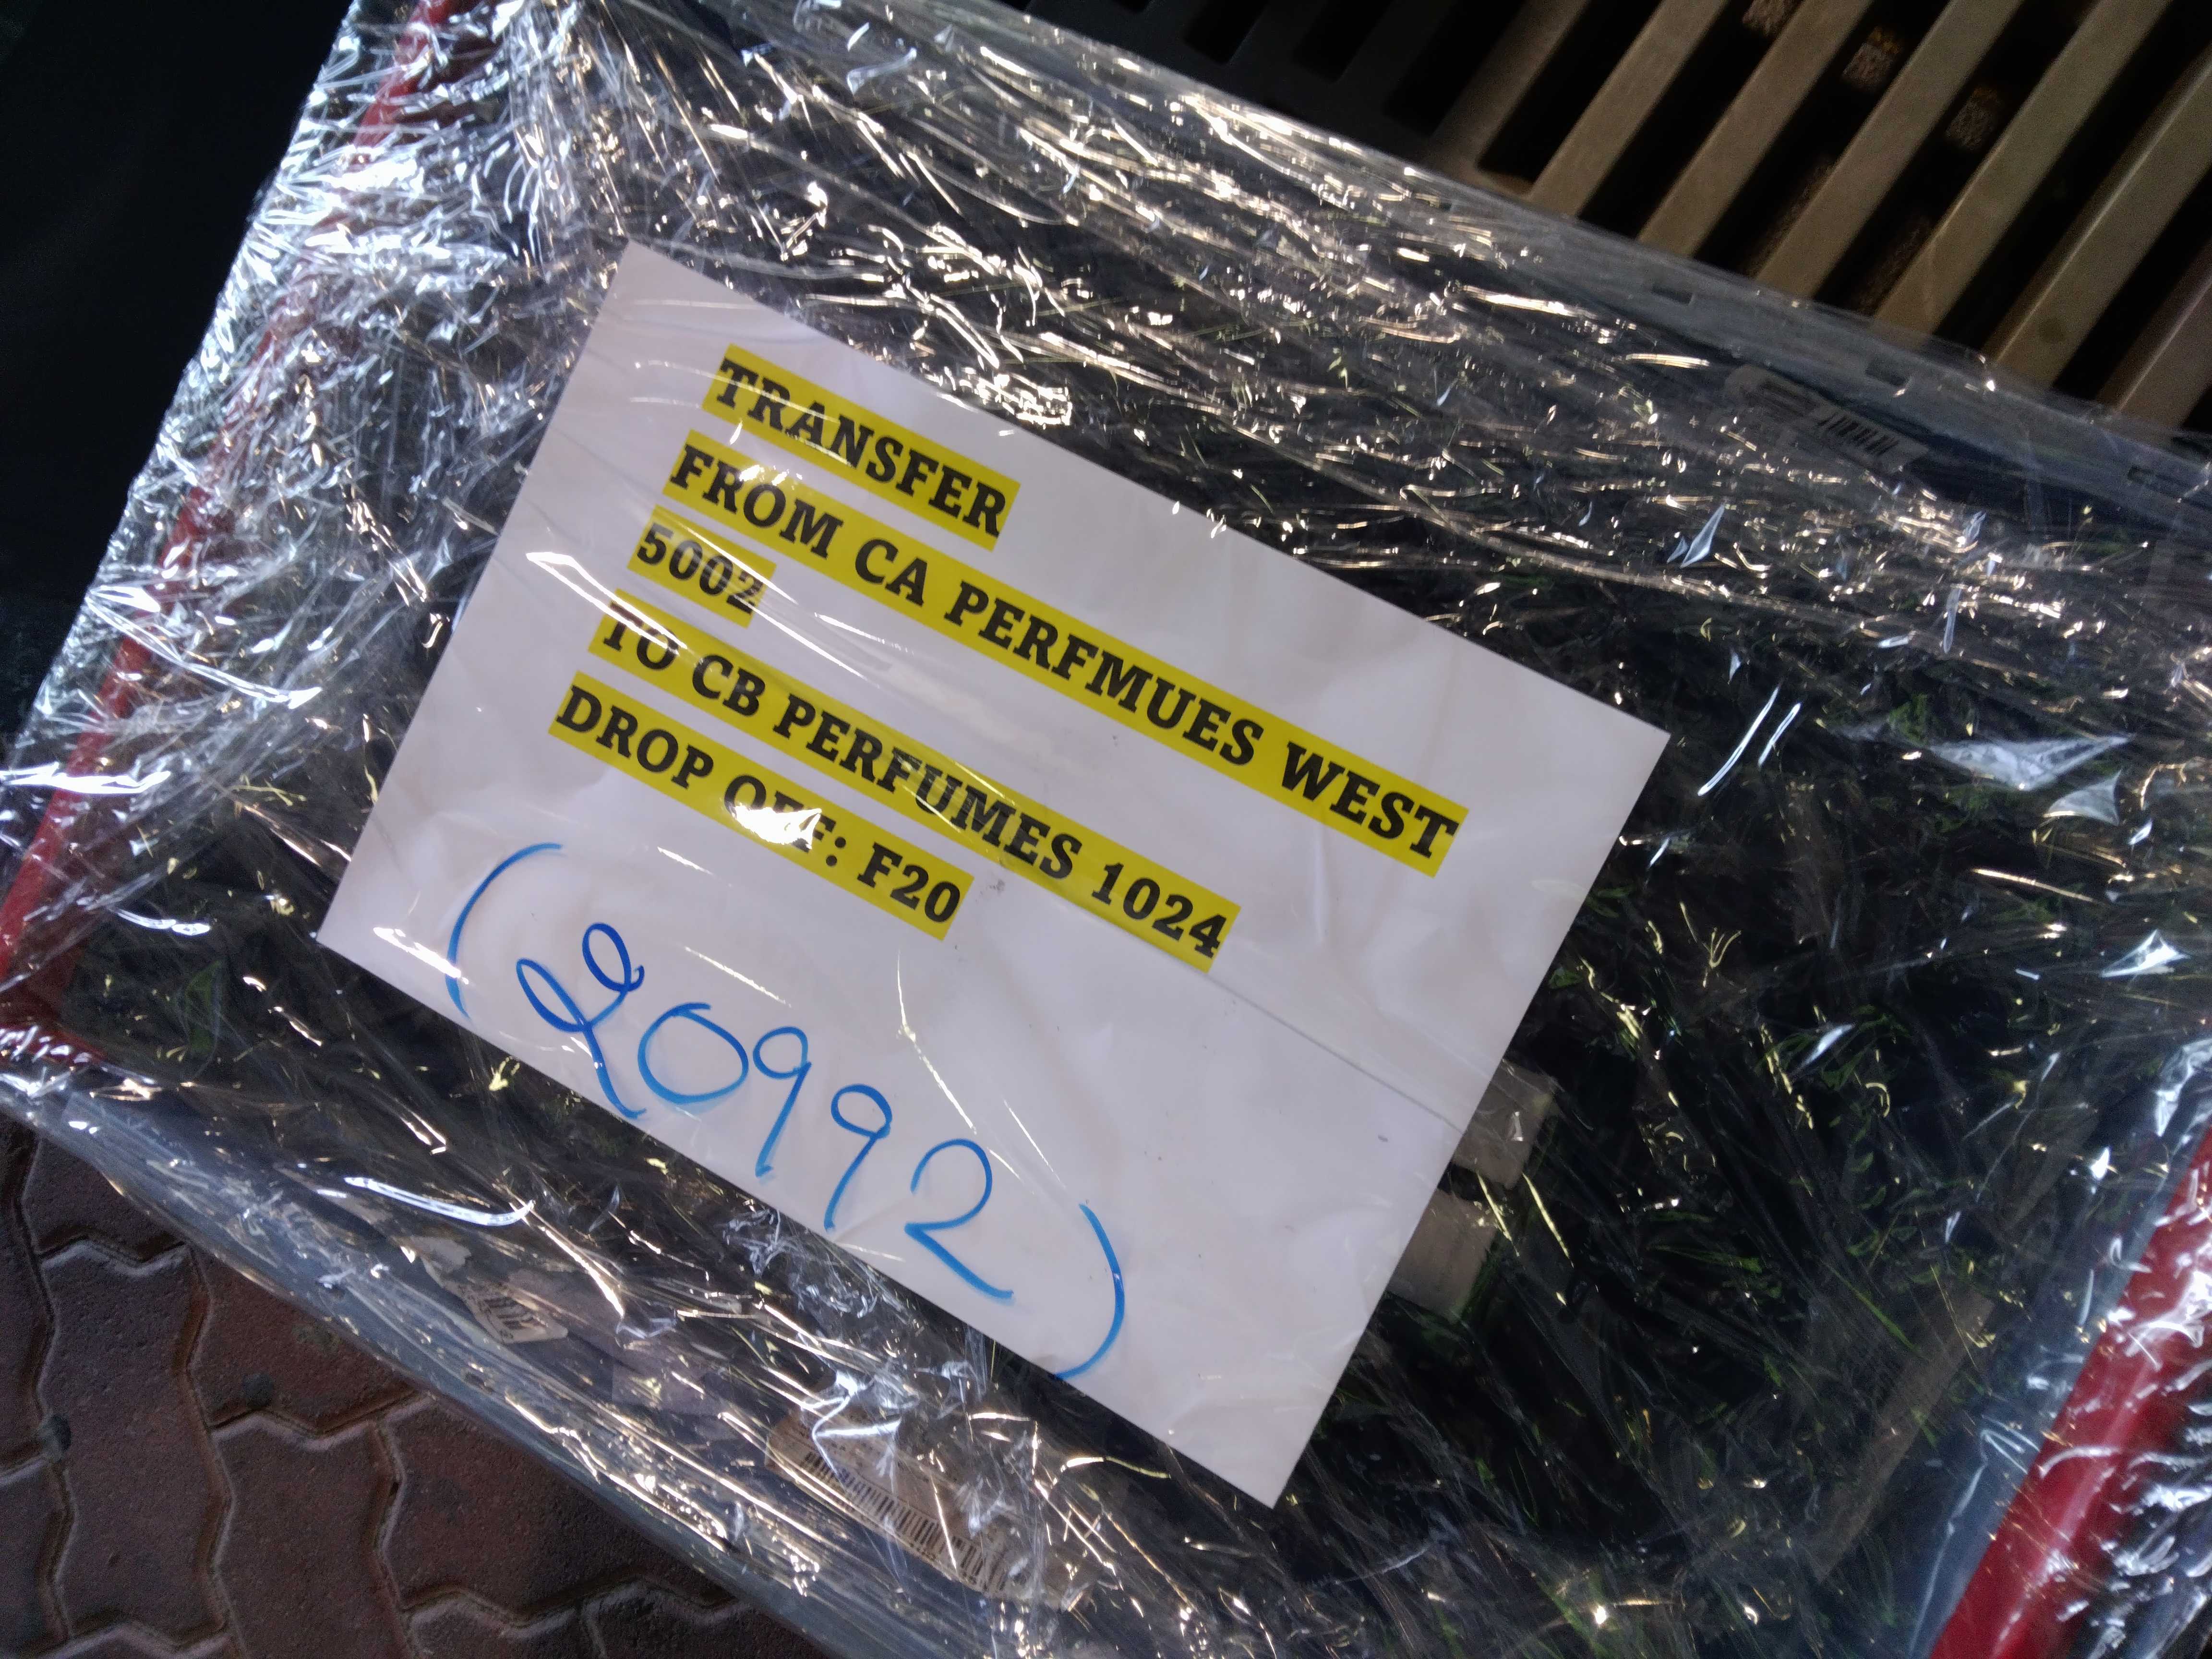 TRANSFER
FROM CA PERFMUES WEST
5002
TO CB PERFUMES 1024
DROP OFF: F20
(20992)